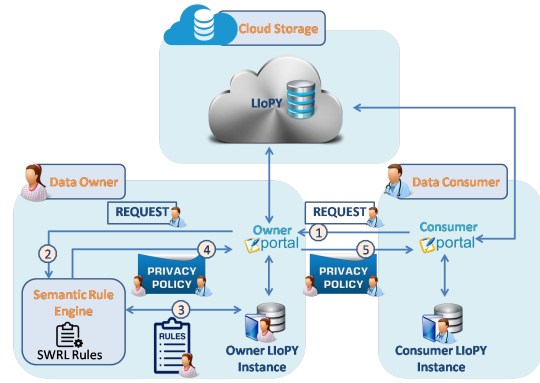 Cloud Storage
LIoPY
Data Owner
Data Consumer
REQUEST
REQUEST
1
Owner
portal
Consumer
portal
2
4
5
PRIVACY
POLICY
PRIVACY
POLICY
Semantic Rule
Engine
SWRL Rules
3
RULES
Owner LIoPY
Instance
Consumer LIoPY
Instance